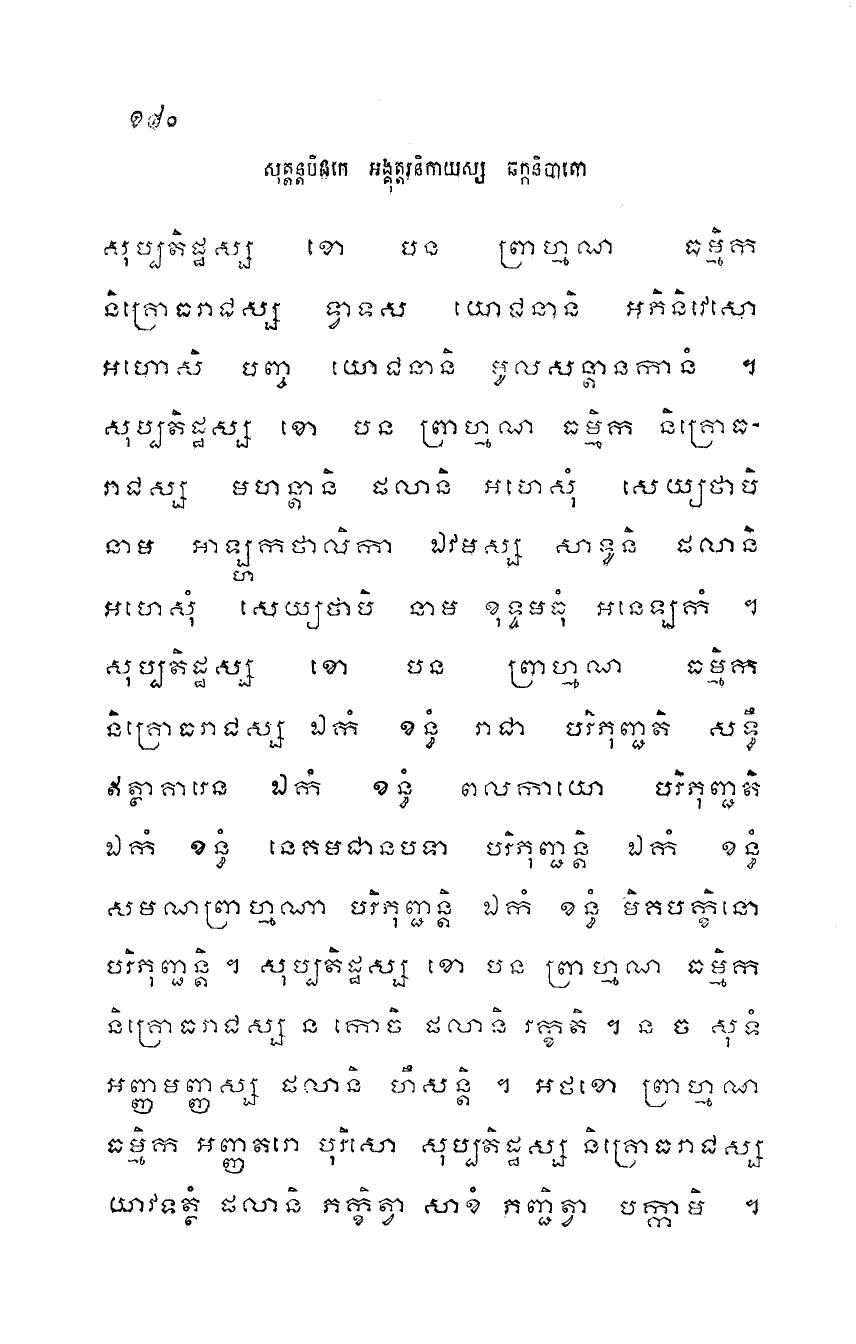 ១៨០
សុត្តន្តបិដកេ អង្គុត្តរនិកាយស្ស ឆក្កនិបាតោ
សុប្បតិដ្ឋស្ស ខោ បន ព្រាហ្មណ ធម្មិក
និគ្រោធរាជស្ស ទ្វាទស យោជនានិ អភិនិវេសោ
អហោសិ បញ្ច យោជនានិ មូលសន្តានកានំ ។
សុប្បតិដ្ឋស្ស ខោ បន ព្រាហ្មណ ធម្មិក និគ្រោធ-
រាជស្ស មហន្តានិ ផលានិ អហេសុំ សេយ្យថាបិ
នាម អាឡ្ហកថាលិកា ឯវមស្ស សាទូនិ ផលានិ
អហេសុំ សេយ្យថាបិ នាម ខុទ្ទមធុំ អនេឡកំ ។
សុប្បតិដ្ឋស្ស ខោ បន ព្រាហ្មណ ធម្មិក
និគ្រោធរាជស្ស ឯកំ ខន្ធំ រាជា បរិភុញ្ជតិ សទ្ធឹ
ឥត្ថាគារេន ឯកំ ខន្ធំ ពលកាយោ បរិភុញ្ជតិ
ឯកំ ខន្ធំ នេគមជានបទា បរិភុញ្ជន្តិ ឯកំ ខន្ធំ
សមណព្រាហ្មណា បរិភុញ្ជន្តិ ឯកំ ខន្ធំ មិគបក្ខិនោ
បរិភុញ្ជន្តិ ។ សុប្បតិដ្ឋស្ស ខោ បន ព្រាហ្មណ ធម្មិក
និគ្រោធរាជស្ស ន កោចិ ផលានិ រក្ខតិ ។ ន ច សុទំ
អញ្ញមញ្ញស្ស ផលានិ ហឹសន្តិ ។ អថខោ ព្រាហ្មណ
ធម្មិក អញ្ញតរោ បុរិសោ សុប្បតិដ្ឋស្ស និគ្រោធរាជស្ស
យាវទត្ថំ ផលានិ ភក្ខិត្វា សាខំ ភញ្ជិត្វា បក្កាមិ ។